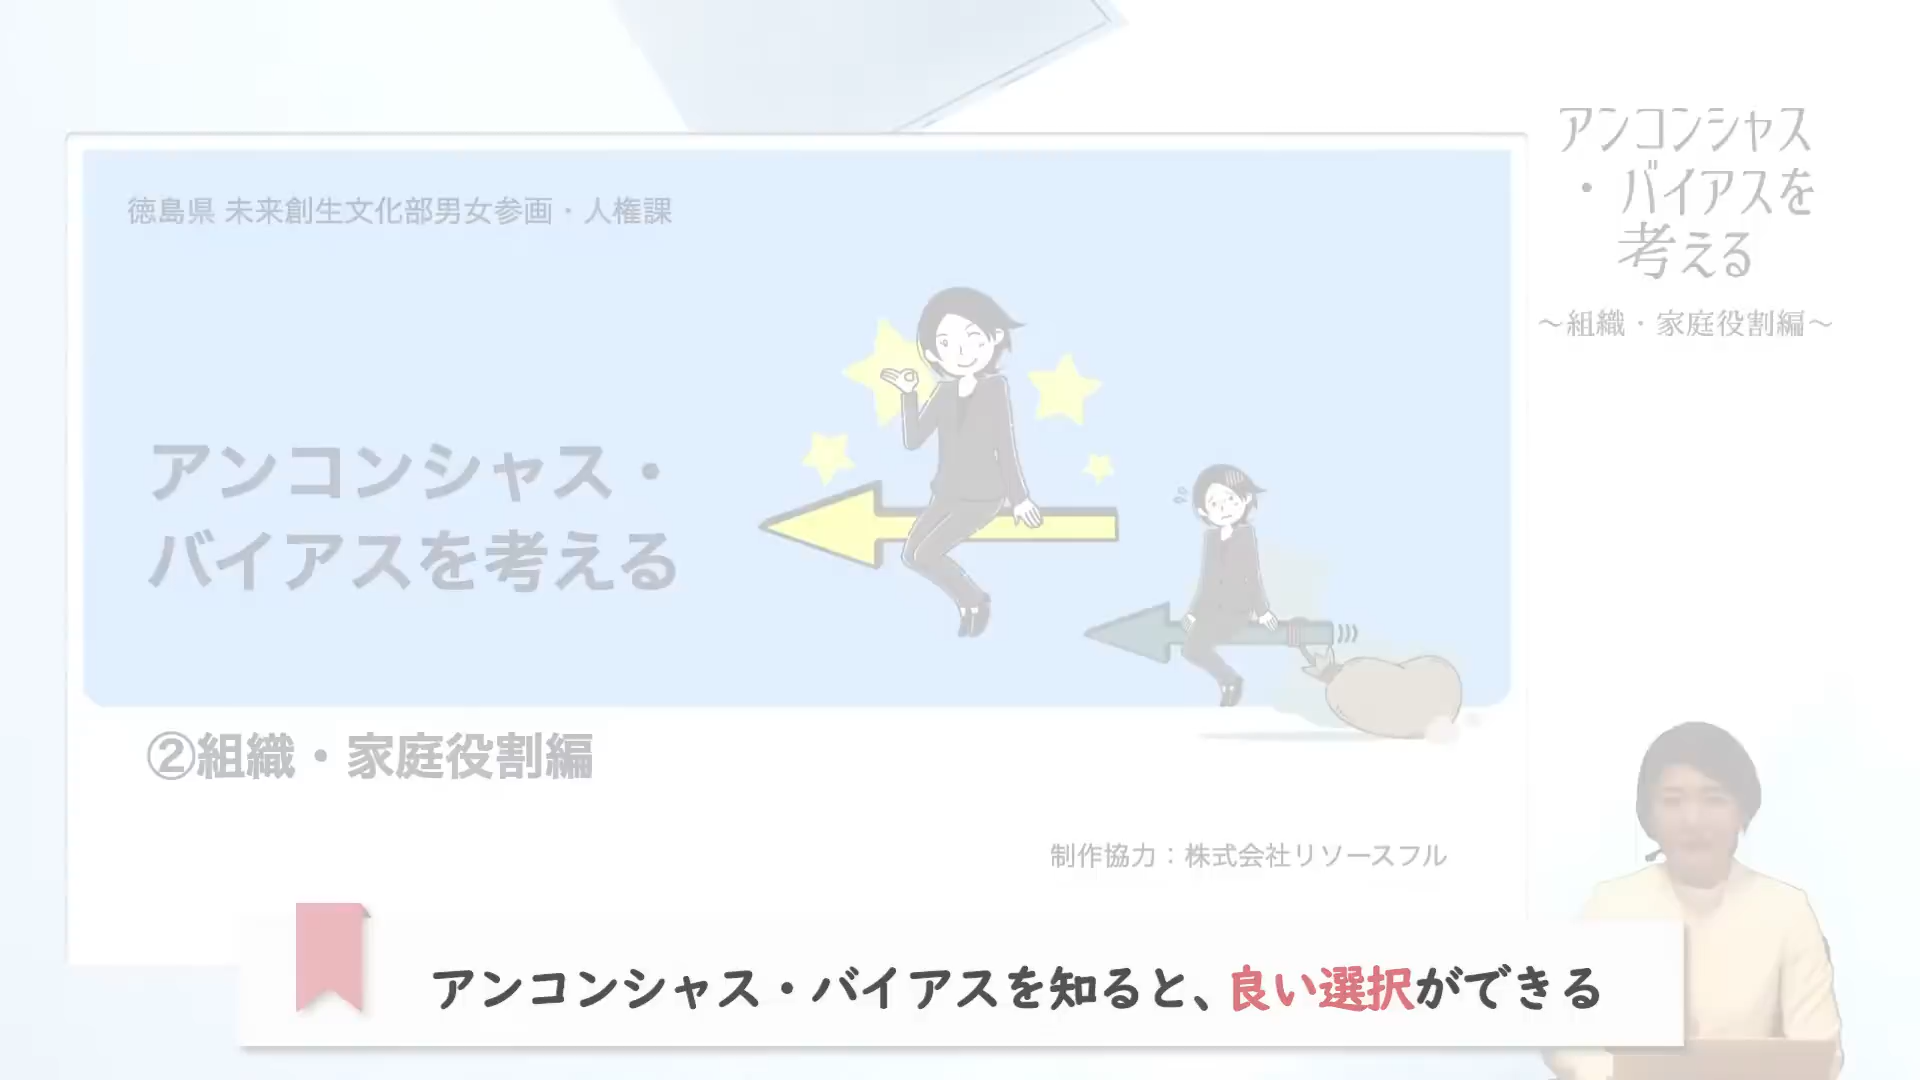 徳島県 未来創生文化部男女参画・人権課
アンコンシャス・
バイアスを考える
②組織・家庭役割編
制作協力：株式会社リソースフル
アンコンシャス
・バイアスを
考える
～組織・家庭役割編～
アンコンシャス・バイアスを知ると、良い選択ができる